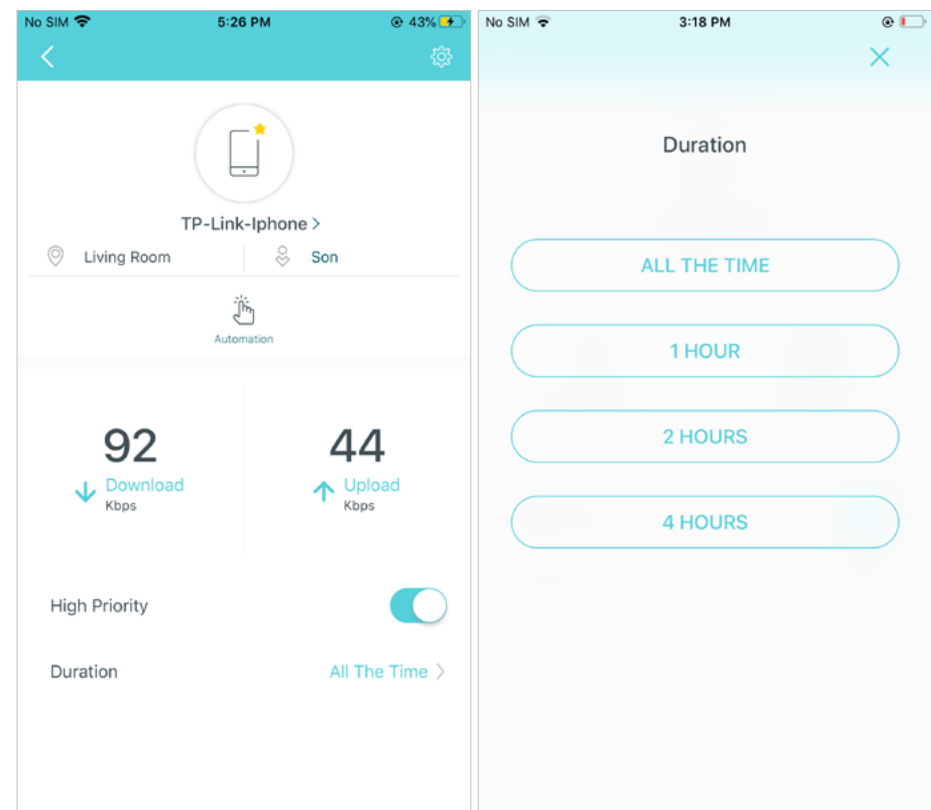 No SIM 5:26 PM 43%
TP-Link-Iphone >
Living Room Son
Automation
92 44
Download Upload
Kbps Kbps
High Priority
Duration All The Time >
No SIM 3:18 PM
Duration
ALL THE TIME
1 HOUR
2 HOURS
4 HOURS